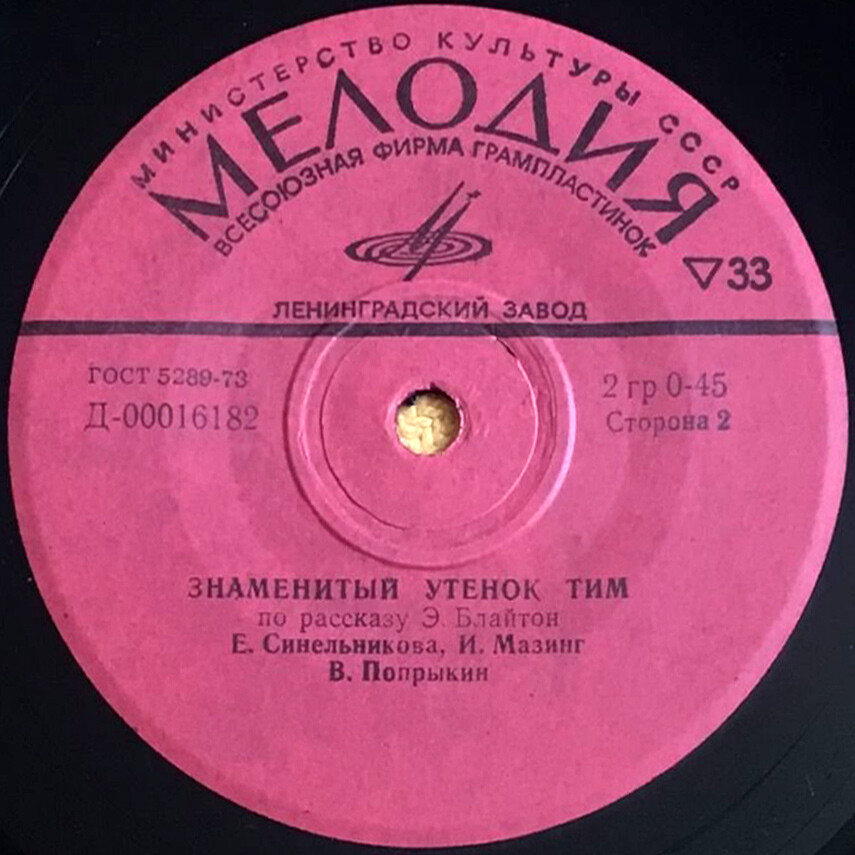 МИНИСТЕРСТВО КУЛЬТУРЫ СССР
МЕЛОДИЯ
ВСЕСОЮЗНАЯ ФИРМА ГРАМПЛАСТИНОК
▽33
ЛЕНИНГРАДСКИЙ ЗАВОД
ГОСТ 5289-73
2 гр 0-45
Д-00016182
Сторона 2
ЗНАМЕНИТЫЙ УТЕНОК ТИМ
по рассказу Э. Блайтон
Е. Синельникова, И. Мазинг
В. Попрыкин